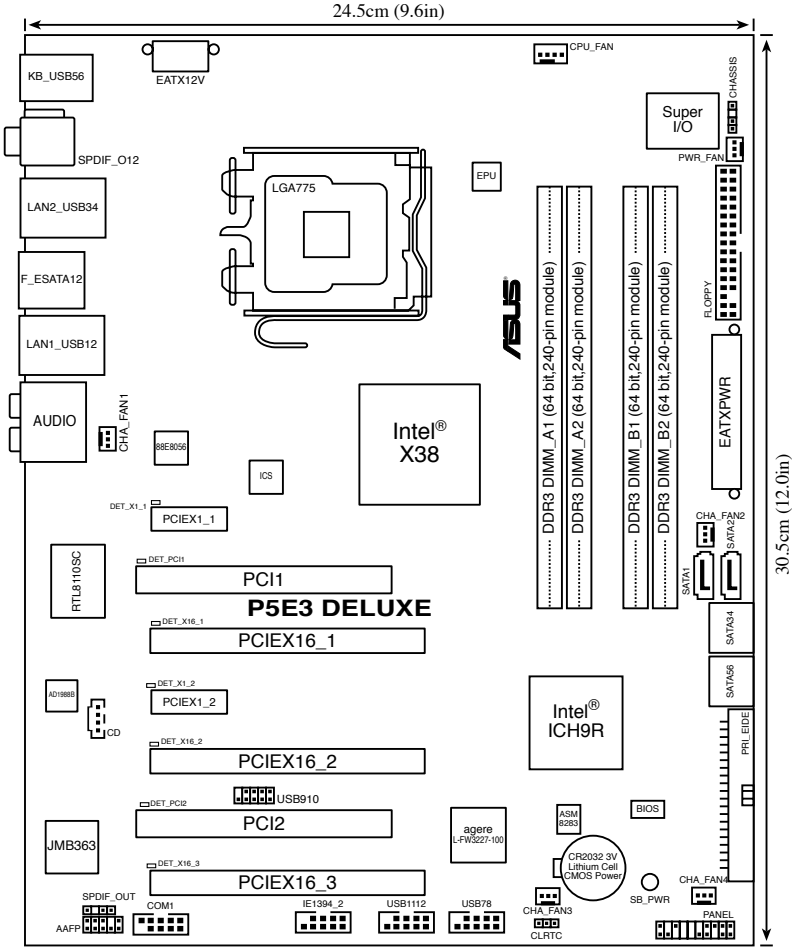 24.5cm (9.6in)
CPU_FAN
KB_USB56
EATX12V
CHASSIS
Super
I/O
SPDIF_O12
PWR_FAN
EPU
LGA775
LAN2_USB34
F_ESATA12
FLOPPY
ASUS
LAN1_USB12
DDR3 DIMM_A1 (64 bit,240-pin module)
DDR3 DIMM_A2 (64 bit,240-pin module)
DDR3 DIMM_B1 (64 bit,240-pin module)
DDR3 DIMM_B2 (64 bit,240-pin module)
EATXPWR
AUDIO
CHA_FAN1
Intel®
X38
88E8056
ICS
30.5cm (12.0in)
DET_X1_1
PCIEX1_1
CHA_FAN2
SATA2
SATA1
DET_PCI1
PCI1
RTL8110SC
P5E3 DELUXE
DET_X16_1
PCIEX16_1
SATA34
DET_X1_2
PCIEX1_2
AD1988B
CD
SATA56
Intel®
ICH9R
PRI_EIDE
DET_X16_2
PCIEX16_2
USB910
DET_PCI2
PCI2
BIOS
ASM
8283
agere
L-FW3227-100
JMB363
DET_X16_3
PCIEX16_3
CR2032 3V
Lithium Cell
CMOS Power
SB_PWR
CHA_FAN4
SPDIF_OUT
AAFP
COM1
IE1394_2
USB1112
USB78
CHA_FAN3
CLRTC
PANEL